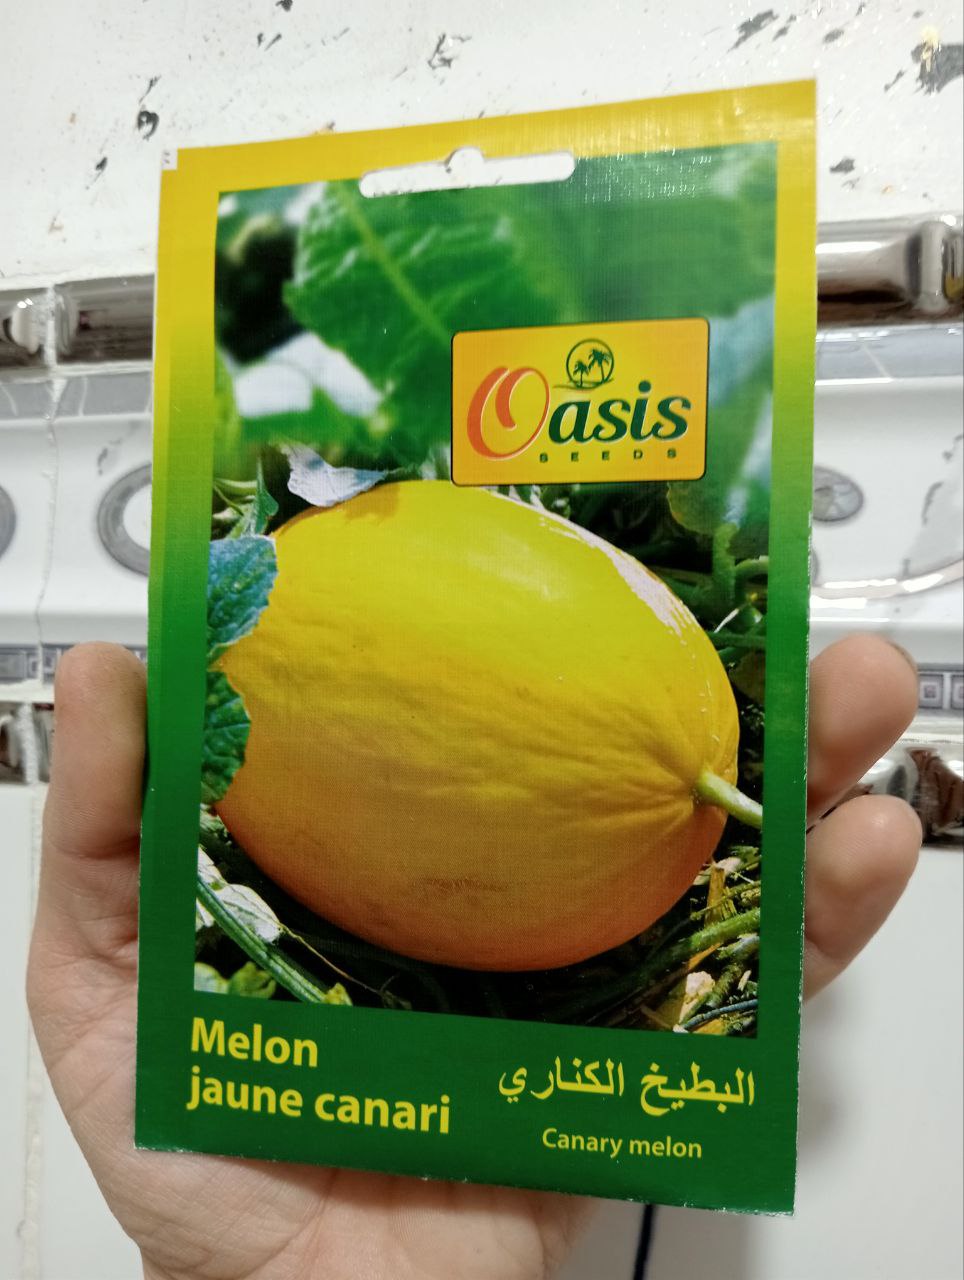 Oasis
SEEDS
Melon
jaune canari
البطيخ الكناري
Canary melon